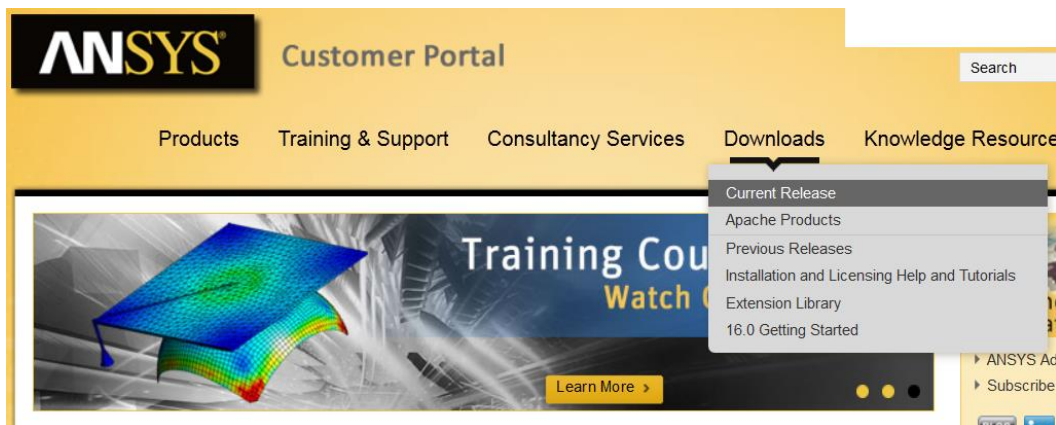 ANSYS®
Customer Portal
Search
Products Training & Support Consultancy Services Downloads Knowledge Resource
Current Release
Apache Products
Previous Releases
Installation and Licensing Help and Tutorials
Extension Library
16.0 Getting Started
Training Cou
Watch
Learn More
ANSYS Ad
Subscribe